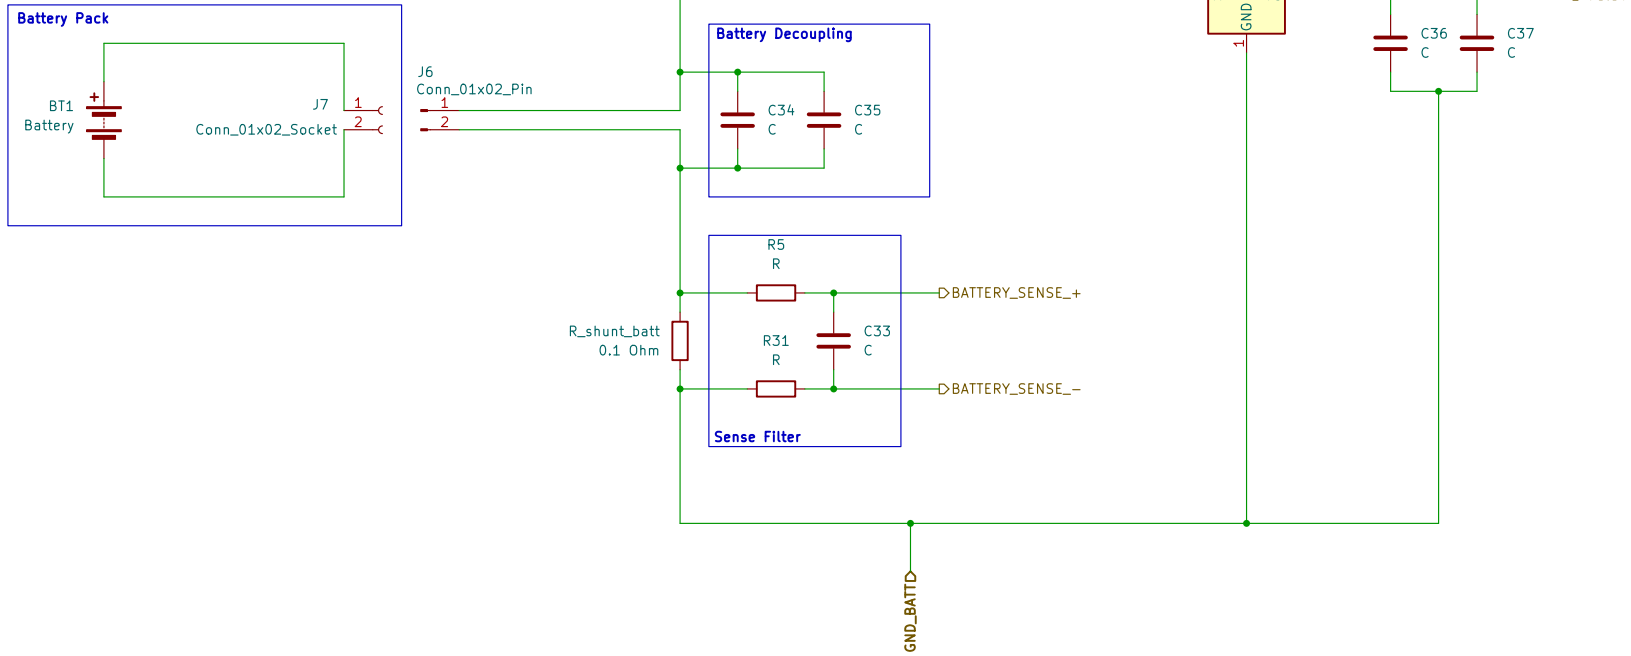 Battery Pack
BT1
Battery
+
J7
Conn_01x02_Socket
1
2
J6
Conn_01x02_Pin
1
2
Battery Decoupling
C34
C
C35
C
GND
1
C36
C
C37
C
R5
R
BATTERY_SENSE_+
R_shunt_batt
0.1 Ohm
R31
R
C33
C
BATTERY_SENSE_-
Sense Filter
GND_BATT